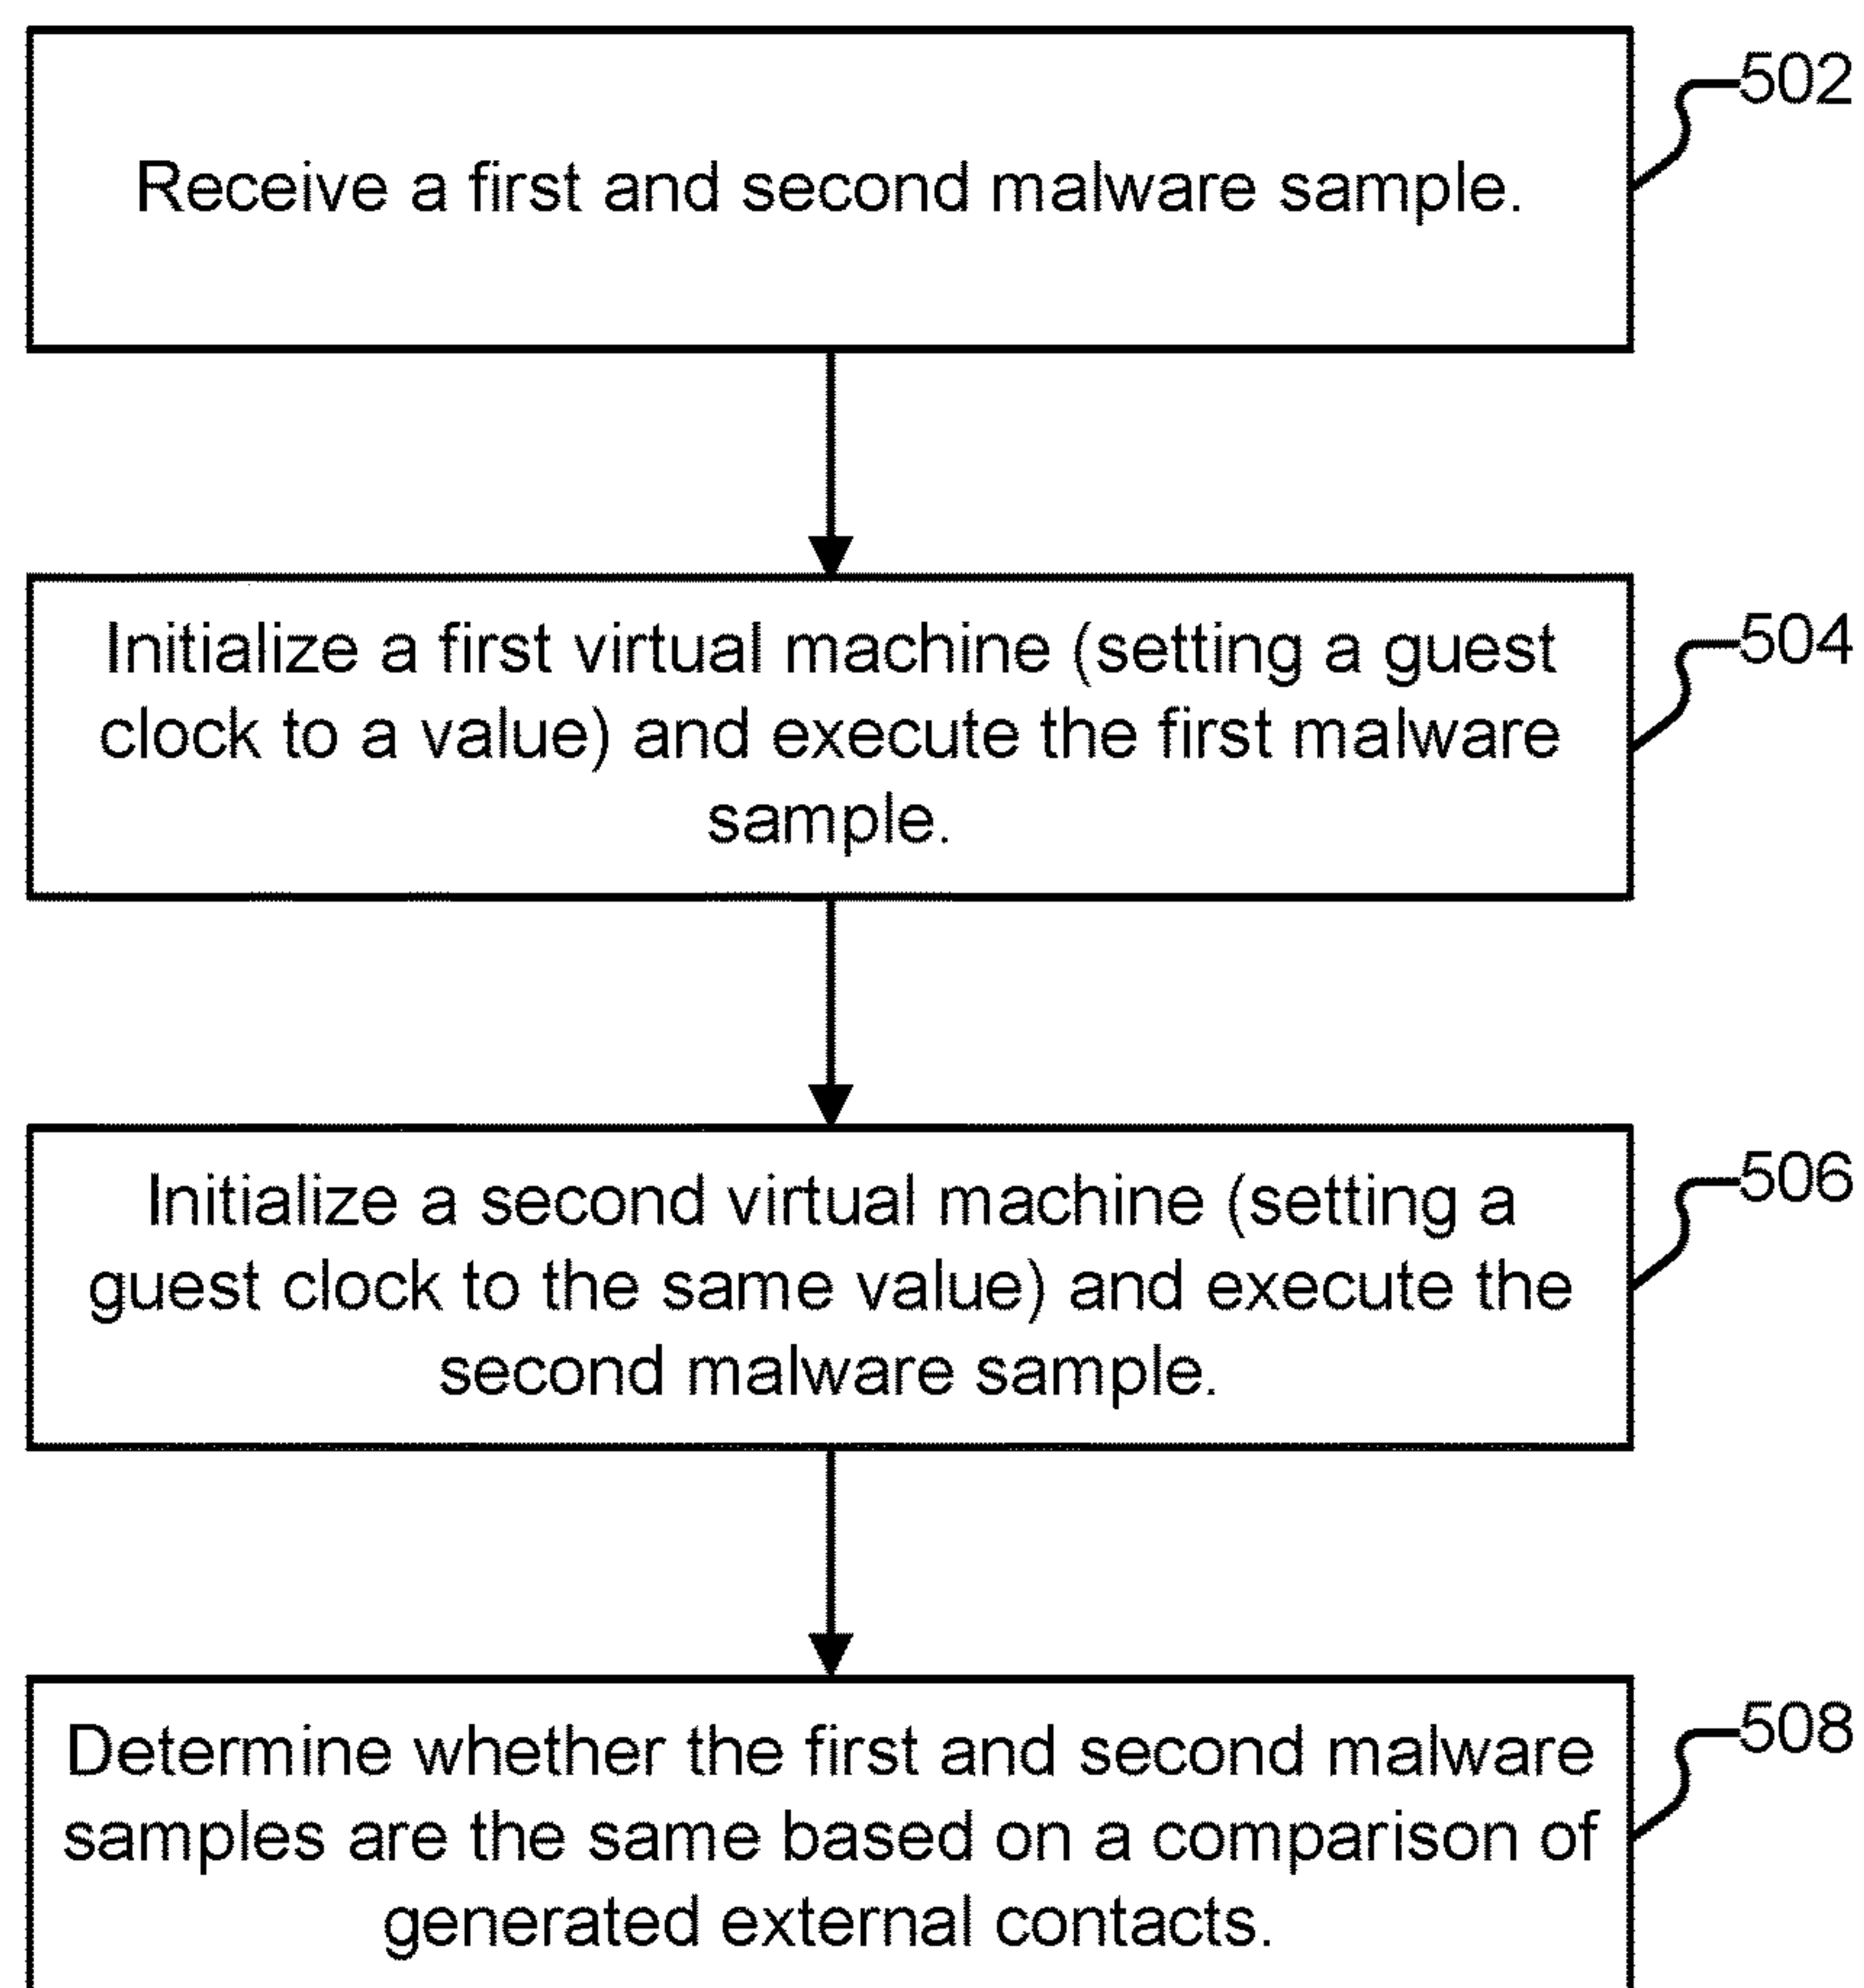 502
Receive a first and second malware sample.
504
Initialize a first virtual machine (setting a guest
clock to a value) and execute the first malware
sample.
506
Initialize a second virtual machine (setting a
guest clock to the same value) and execute the
second malware sample.
508
Determine whether the first and second malware
samples are the same based on a comparison of
generated external contacts.